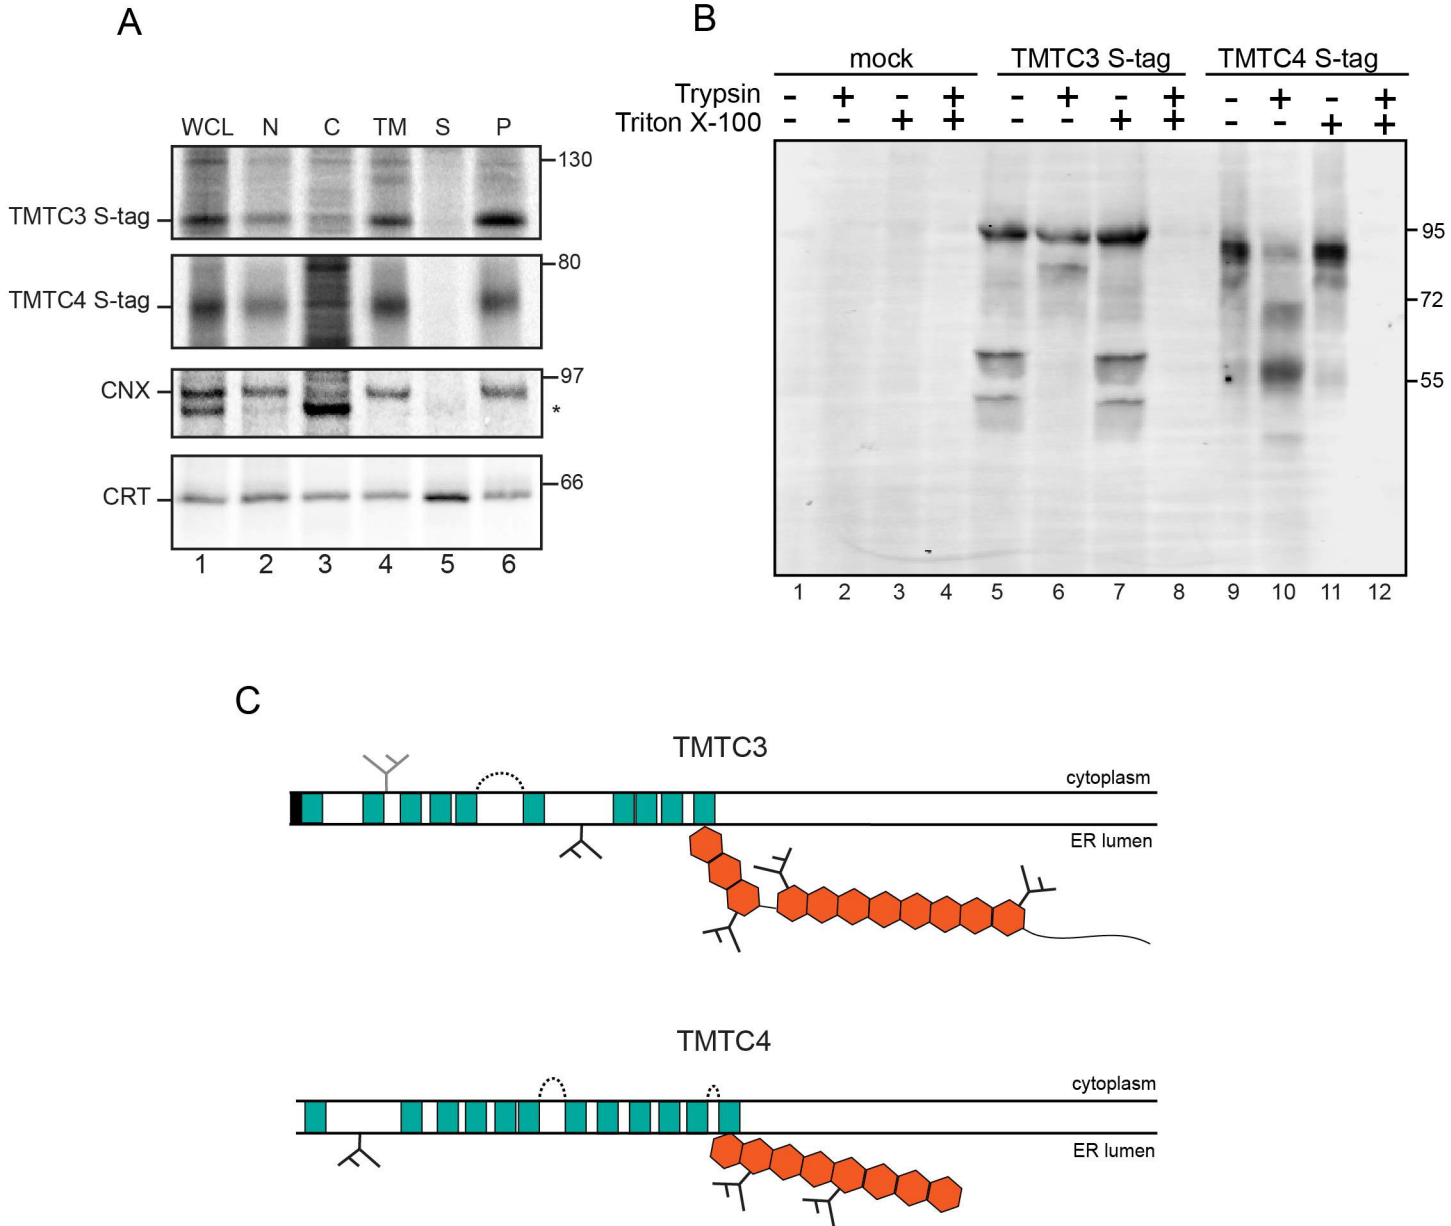 A
WCL N C TM S P
130
TMTC3 S-tag
80
TMTC4 S-tag
97
CNX
*
66
CRT
1 2 3 4 5 6
B
mock TMTC3 S-tag TMTC4 S-tag
Trypsin - + - + - + - + - + - +
Triton X-100 - - + + - - + + - - + +
95
72
55
1 2 3 4 5 6 7 8 9 10 11 12
C
TMTC3
cytoplasm
ER lumen
TMTC4
cytoplasm
ER lumen